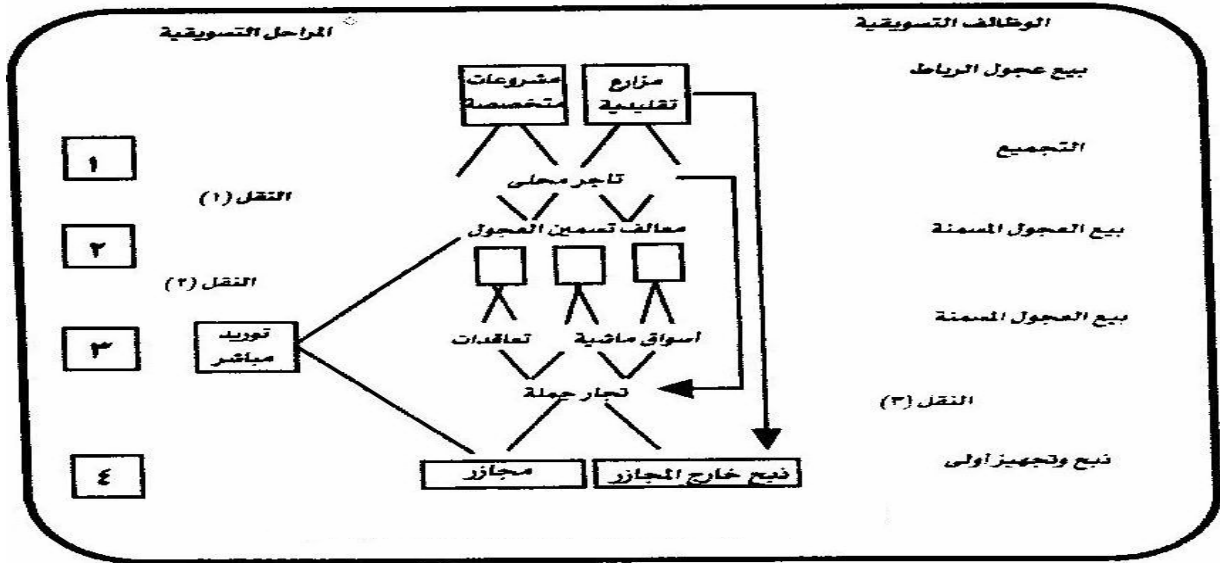 الوظائف التسويقية
المراحل التسويقية
بيع عجول الرباط
مزارع
تقليدية
مشروعات
متخصصة
التجميع
١
تاجر محلى
النقل (١)
بيع العجول المسمنة
معالف تسمين العجول
٢
النقل (٢)
بيع العجول المسمنة
أسواق ماشية
تعاقدات
توريد
مباشر
٣
تجار جملة
النقل (٣)
ذبح وتجهيز أولى
ذبح خارج المجازر
مجازر
٤